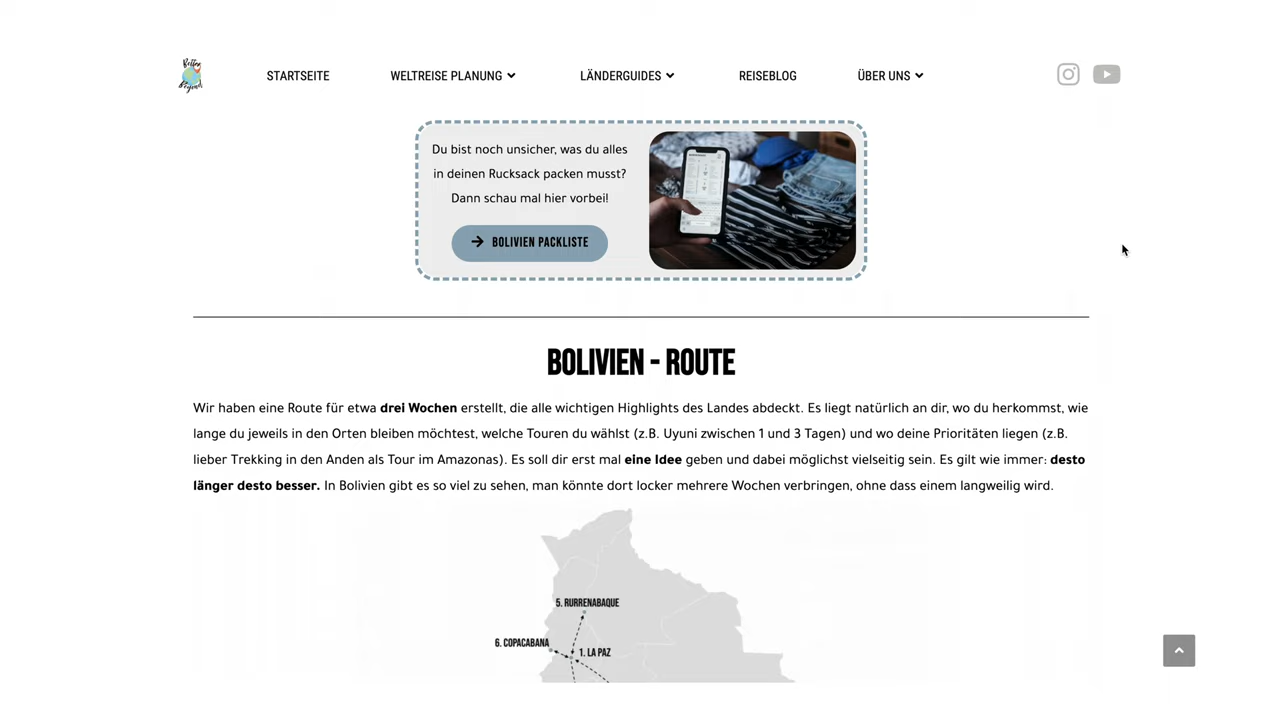 STARTSEITE
WELTREISE PLANUNG
LÄNDERGUIDES
REISEBLOG
ÜBER UNS
Du bist noch unsicher, was du alles
in deinen Rucksack packen musst?
Dann schau mal hier vorbei!
BOLIVIEN PACKLISTE
BOLIVIEN - ROUTE
Wir haben eine Route für etwa drei Wochen erstellt, die alle wichtigen Highlights des Landes abdeckt. Es liegt natürlich an dir, wo du herkommst, wie
lange du jeweils in den Orten bleiben möchtest, welche Touren du wählst (z.B. Uyuni zwischen 1 und 3 Tagen) und wo deine Prioritäten liegen (z.B.
lieber Trekking in den Anden als Tour im Amazonas). Es soll dir erst mal eine Idee geben und dabei möglichst vielseitig sein. Es gilt wie immer: desto
länger desto besser. In Bolivien gibt es so viel zu sehen, man könnte dort locker mehrere Wochen verbringen, ohne dass einem langweilig wird.
5. RURRENABAQUE
6. COPACABANA
1. LA PAZ